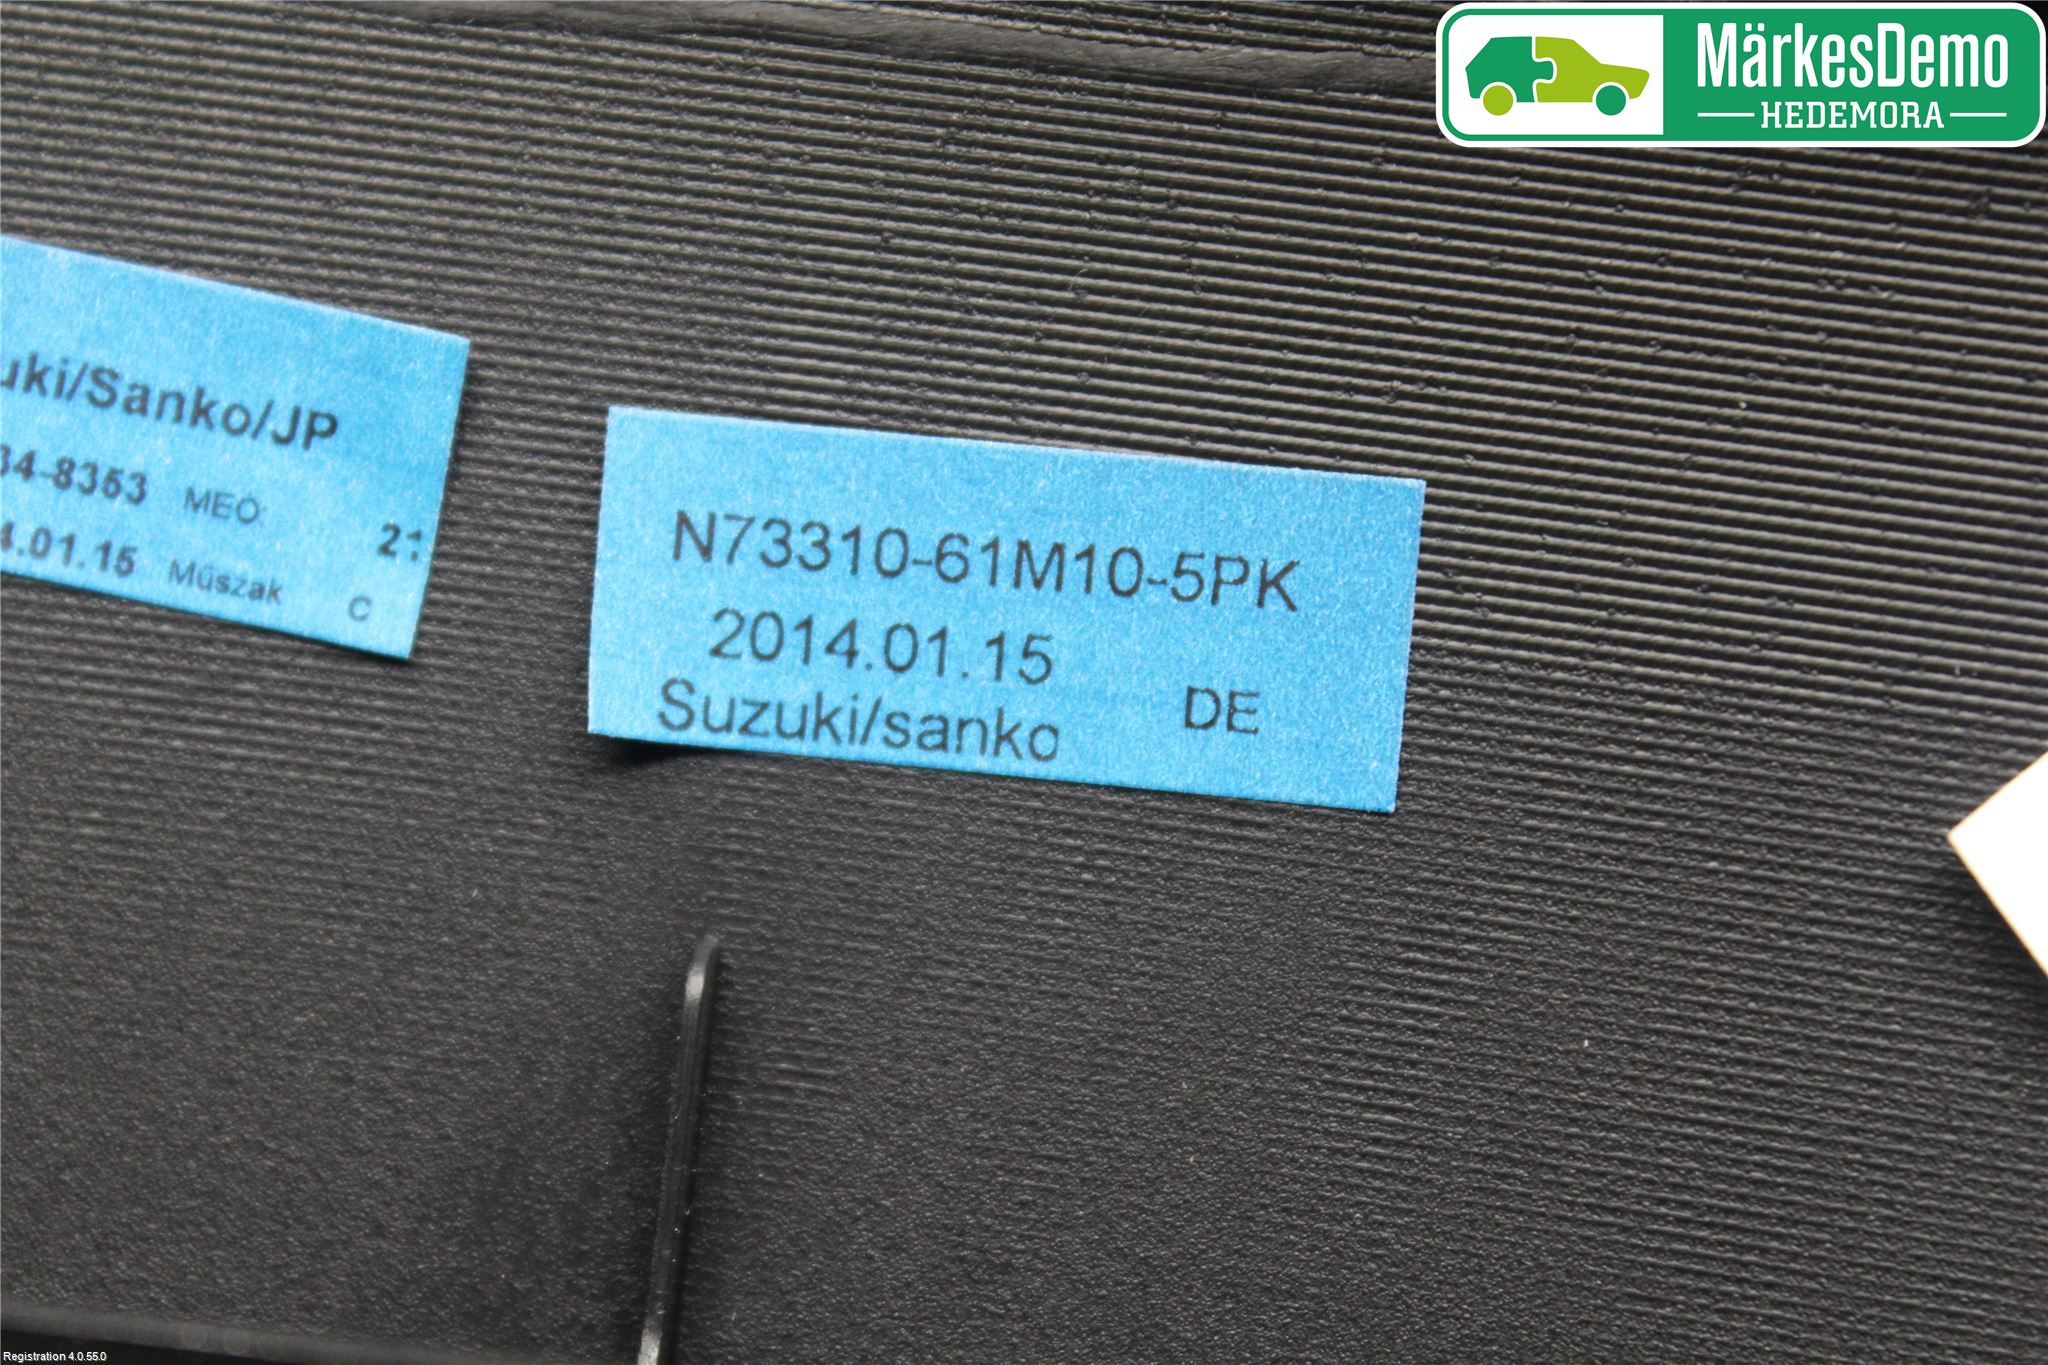 MärkesDemo
HEDEMORA
uki/Sanko/JP
34-8353 MEO: 21
4.01.15 Műszak C
N73310-61M10-5PK
2014.01.15
Suzuki/sanko DE
Registration 4.0.55.0